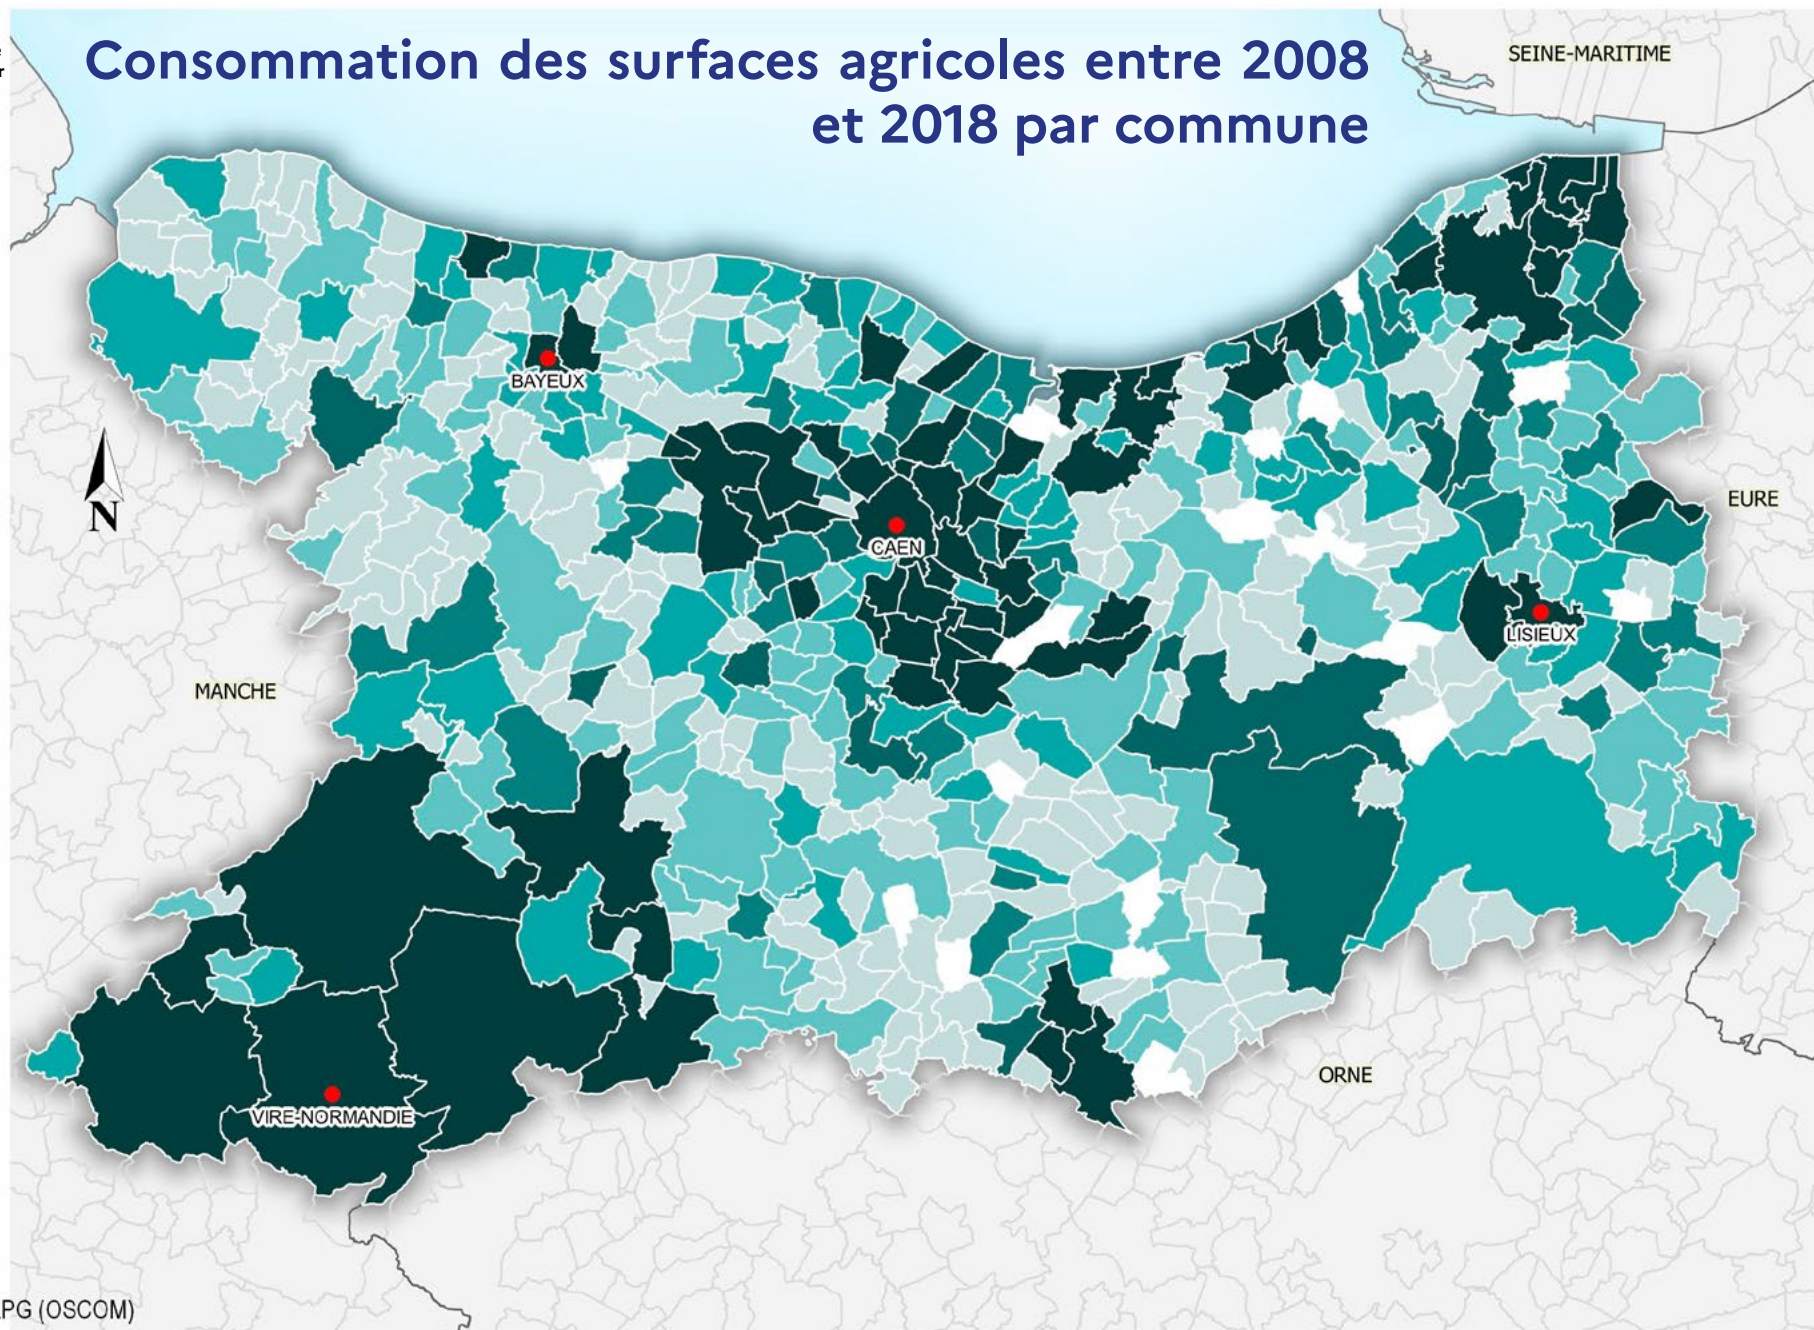 Consommation des surfaces agricoles entre 2008
et 2018 par commune
SEINE-MARITIME
BAYEUX
N
CAEN
EURE
LISIEUX
MANCHE
ORNE
VIRE-NORMANDIE
PG (OSCOM)